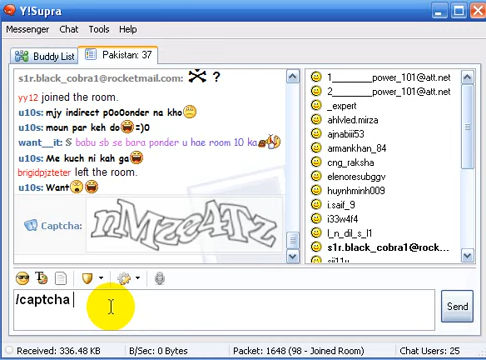 Y!Supra
Messenger Chat Tools Help
Buddy List Pakistan: 37
s1r.black_cobra1@rocketmail.com: ?
yy12 joined the room.
u10s: mjy indirect p0o0onder na kho
u10s: moun par keh do =)0
want__it: S babu sb se bara ponder u hae room 10 ka
u10s: Me kuch ni kah ga
brigidpjzteter left the room.
u10s: Want
Captcha: nMze4Tz
1________power_101@att.net
2________power_101@att.net
_expert
ahlvled.mirza
ajnabii53
armankhan_84
cng_raksha
elenoresubggv
huynhminh009
i.saif_9
i33w4f4
l_n_dil_s_l1
s1r.black_cobra1@rock...
/captcha
Send
Received: 336.48 KB B/Sec: 0 Bytes Packet: 1648 (98 - Joined Room) Chat Users: 25